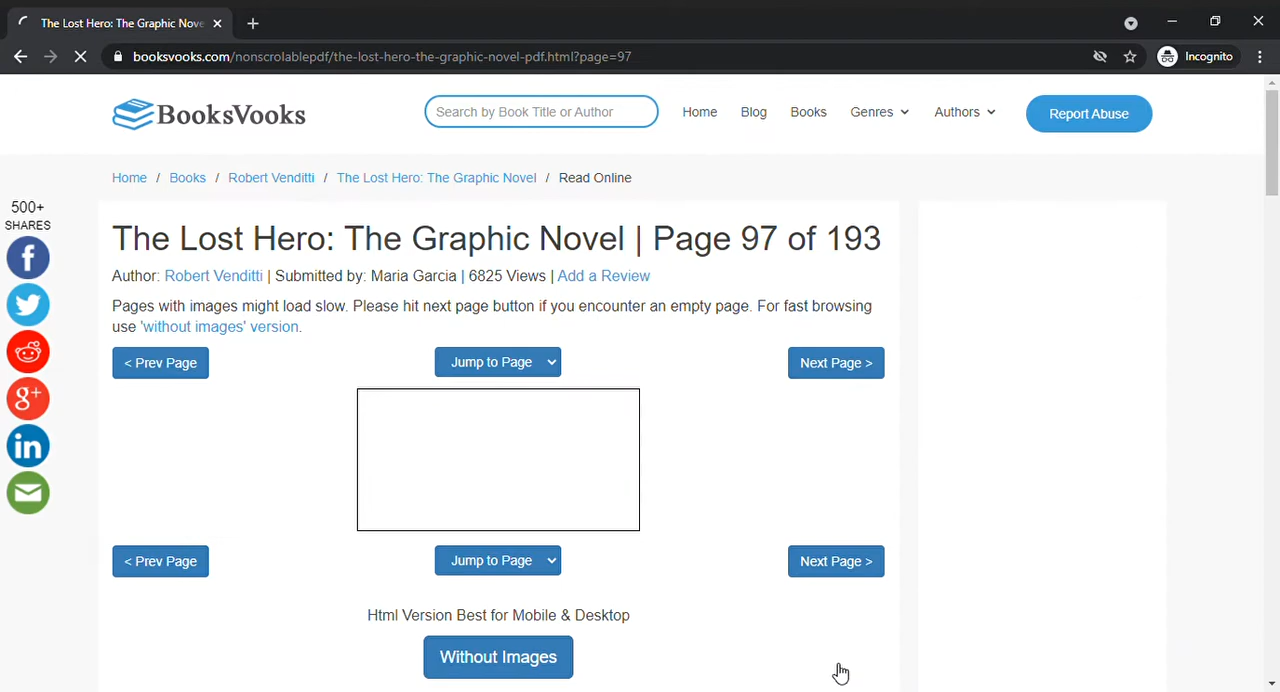 The Lost Hero: The Graphic Nove
booksvooks.com/nonscrolablepdf/the-lost-hero-the-graphic-novel-pdf.html?page=97
Incognito
BooksVooks
Search by Book Title or Author
Home
Blog
Books
Genres
Authors
Report Abuse
Home / Books / Robert Venditti / The Lost Hero: The Graphic Novel / Read Online
500+
SHARES
The Lost Hero: The Graphic Novel | Page 97 of 193
Author: Robert Venditti | Submitted by: Maria Garcia | 6825 Views | Add a Review
Pages with images might load slow. Please hit next page button if you encounter an empty page. For fast browsing
use 'without images' version.
< Prev Page
Jump to Page
Next Page >
< Prev Page
Jump to Page
Next Page >
Html Version Best for Mobile & Desktop
Without Images